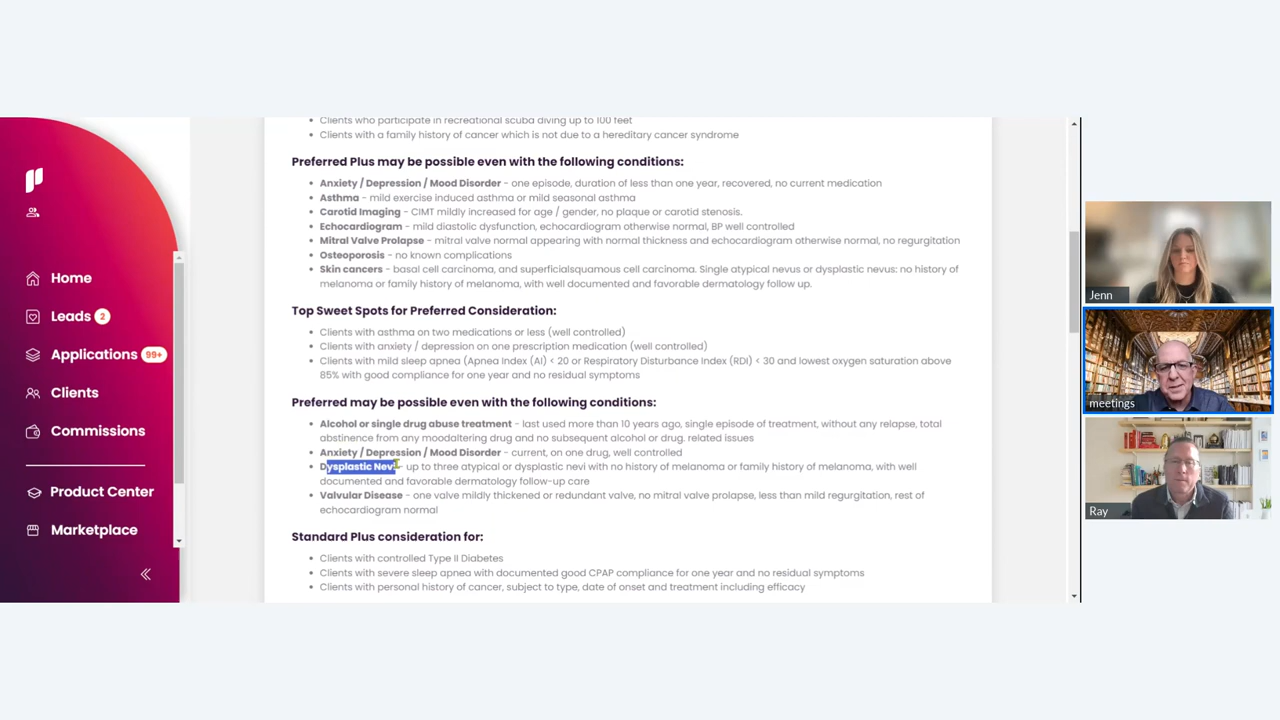 Clients who participate in recreational scuba diving up to 100 feet
Clients with a family history of cancer which is not due to a hereditary cancer syndrome
Preferred Plus may be possible even with the following conditions:
Anxiety / Depression / Mood Disorder - one episode, duration of less than one year, recovered, no current medication
Asthma - mild exercise induced asthma or mild seasonal asthma
Carotid Imaging - CIMT mildly increased for age / gender, no plaque or carotid stenosis.
Echocardiogram - mild diastolic dysfunction, echocardiogram otherwise normal, BP well controlled
Mitral Valve Prolapse - mitral valve normal appearing with normal thickness and echocardiogram otherwise normal, no regurgitation
Osteoporosis - no known complications
Skin cancers - basal cell carcinoma, and superficialsquamous cell carcinoma. Single atypical nevus or dysplastic nevus: no history of
melanoma or family history of melanoma, with well documented and favorable dermatology follow up.
Top Sweet Spots for Preferred Consideration:
Clients with asthma on two medications or less (well controlled)
Clients with anxiety / depression on one prescription medication (well controlled)
Clients with mild sleep apnea (Apnea Index (AI) < 20 or Respiratory Disturbance Index (RDI) < 30 and lowest oxygen saturation above
85% with good compliance for one year and no residual symptoms
Preferred may be possible even with the following conditions:
Alcohol or single drug abuse treatment - last used more than 10 years ago, single episode of treatment, without any relapse, total
abstinence from any moodaltering drug and no subsequent alcohol or drug. related issues
Anxiety / Depression / Mood Disorder - current, on one drug, well controlled
Dysplastic Nevi - up to three atypical or dysplastic nevi with no history of melanoma or family history of melanoma, with well
documented and favorable dermatology follow-up care
Valvular Disease - one valve mildly thickened or redundant valve, no mitral valve prolapse, less than mild regurgitation, rest of
echocardiogram normal
Standard Plus consideration for:
Clients with controlled Type II Diabetes
Clients with severe sleep apnea with documented good CPAP compliance for one year and no residual symptoms
Clients with personal history of cancer, subject to type, date of onset and treatment including efficacy
Home
Leads 2
Applications 99+
Clients
Commissions
Product Center
Marketplace
Jenn
meetings
Ray